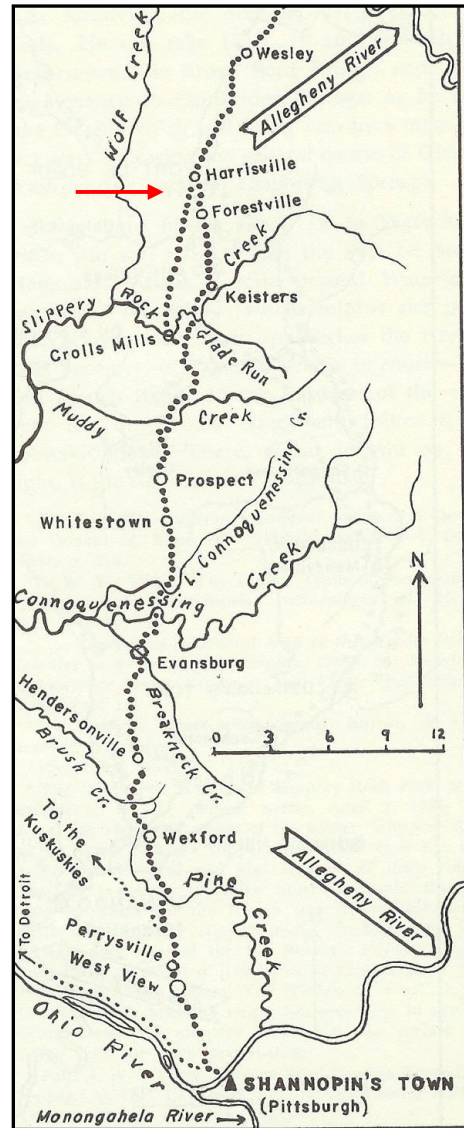 Wesley
Allegheny River
Wolf Creek
Harrisville
Forestville
Creek
Keisters
Slippery Rock
Crolls Mills
Glade Run
Muddy Creek
Prospect
Whitestown
L. Connoquenessing Cr.
Connoquenessing Creek
N
Evansburg
0 3 6 9 12
Hendersonville
Breakneck Cr.
Brush Cr.
To the
Kuskuskies
Wexford
Allegheny River
Pine Creek
To Detroit
Perrysville
West View
Ohio River
SHANNOPIN'S TOWN
(Pittsburgh)
Monongahela River